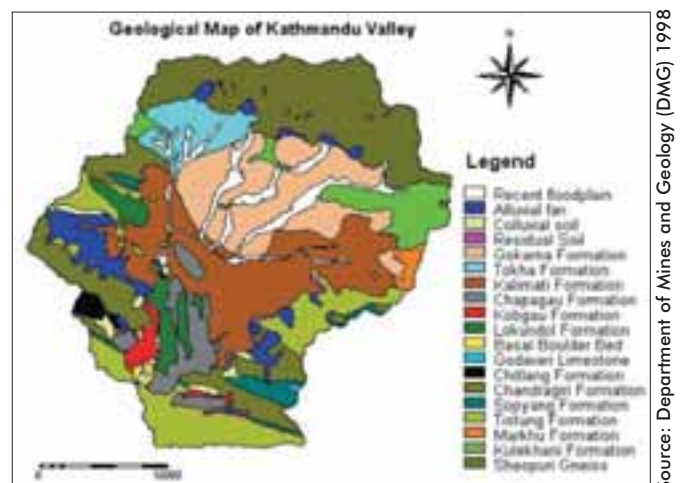 Geological Map of Kathmandu Valley
N
Legend
Recent floodplain
Alluvial fan
Colluvial soil
Residual Soil
Gokarna Formation
Tokha Formation
Kalimati Formation
Chapagau Formation
Kobgau Formation
Lokundol Formation
Basal Boulder Bed
Godawari Limestone
Chitlang Formation
Chandragiri Formation
Sopyang Formation
Tistung Formation
Markhu Formation
Kulekhani Formation
Sheopuri Gneiss
Source: Department of Mines and Geology (DMG) 1998